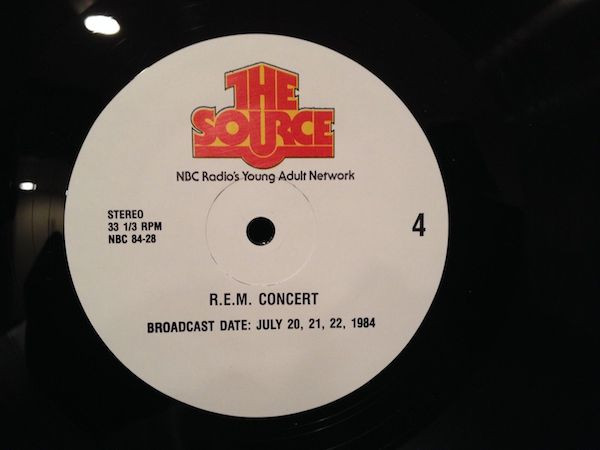 THE
SOURCE
NBC Radio's Young Adult Network
STEREO
33 1/3 RPM
NBC 84-28
4
R.E.M. CONCERT
BROADCAST DATE: JULY 20, 21, 22, 1984